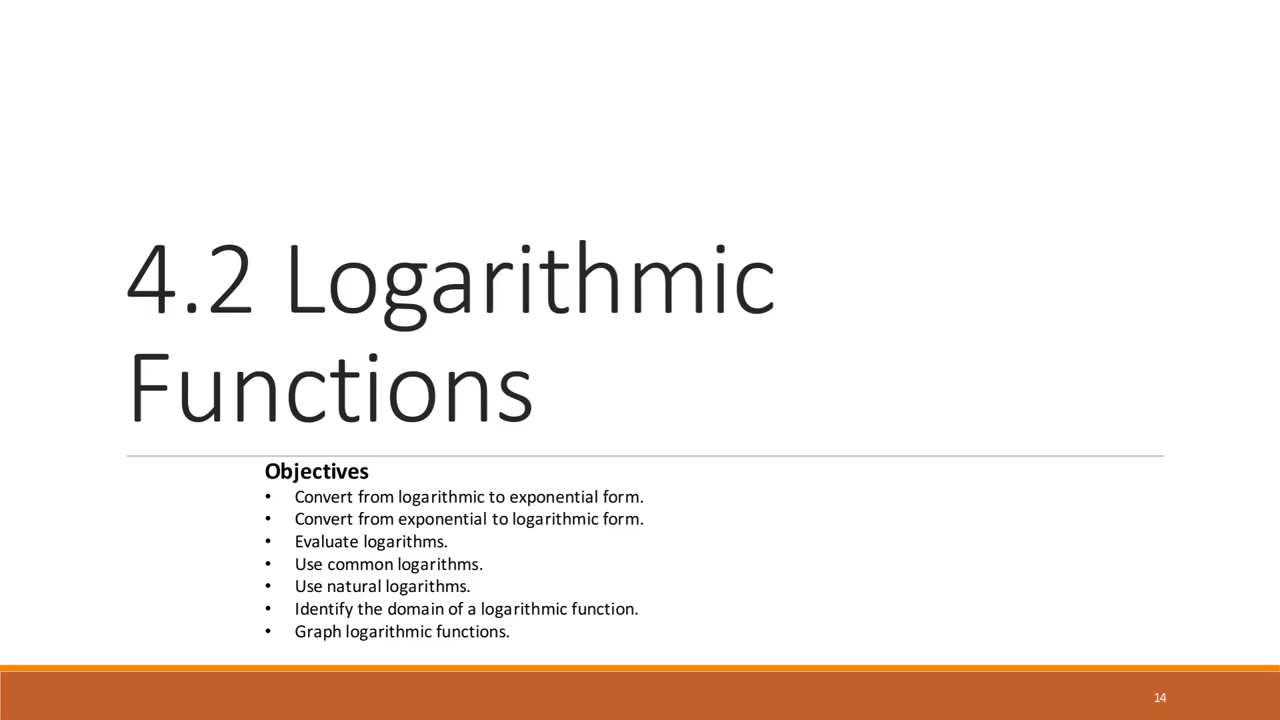 4.2 Logarithmic
Functions
Objectives
• Convert from logarithmic to exponential form.
• Convert from exponential to logarithmic form.
• Evaluate logarithms.
• Use common logarithms.
• Use natural logarithms.
• Identify the domain of a logarithmic function.
• Graph logarithmic functions.
14